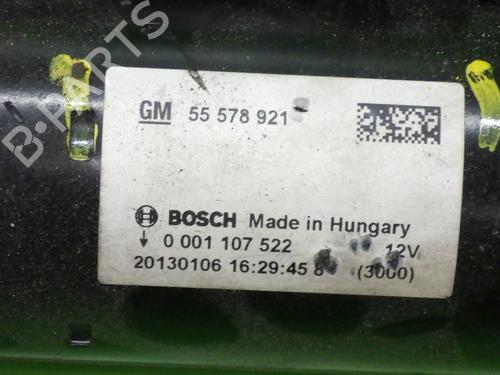 B-PARTS
GM 55 578 921
BOSCH Made in Hungary
0 001 107 522 12V
20130106 16:29:45 8 (3000)